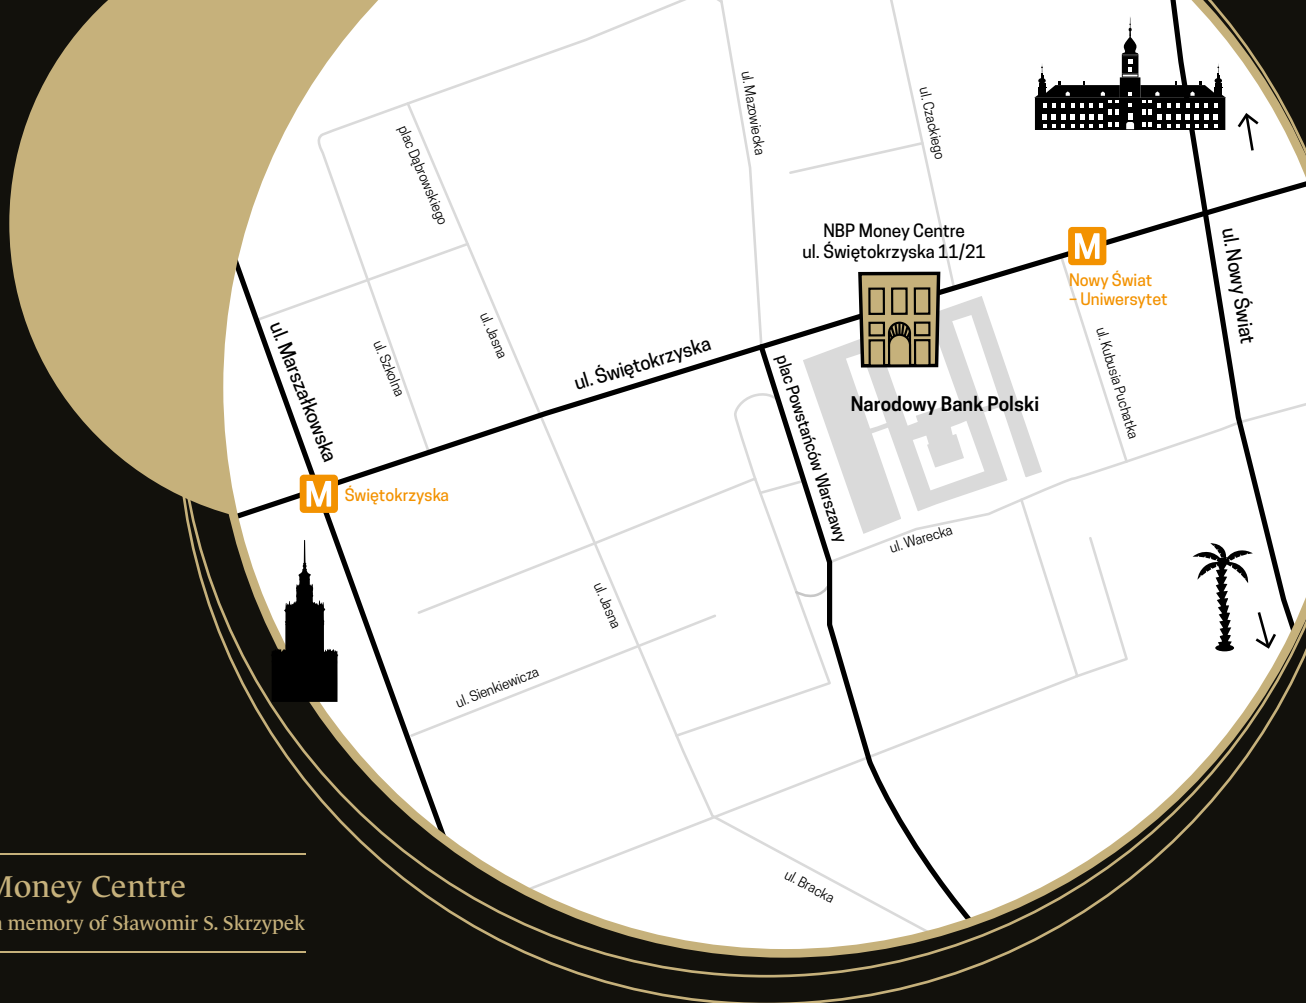 ul. Mazowiecka
ul. Czackiego
plac Dąbrowskiego
NBP Money Centre
ul. Świętokrzyska 11/21
M
Nowy Świat
– Uniwersytet
ul. Nowy Świat
ul. Marszałkowska
ul. Szkolna
ul. Jasna
ul. Świętokrzyska
plac Powstańców Warszawy
Narodowy Bank Polski
ul. Kubusia Puchatka
M
Świętokrzyska
ul. Warecka
ul. Jasna
ul. Sienkiewicza
ul. Bracka
Money Centre
memory of Sławomir S. Skrzypek